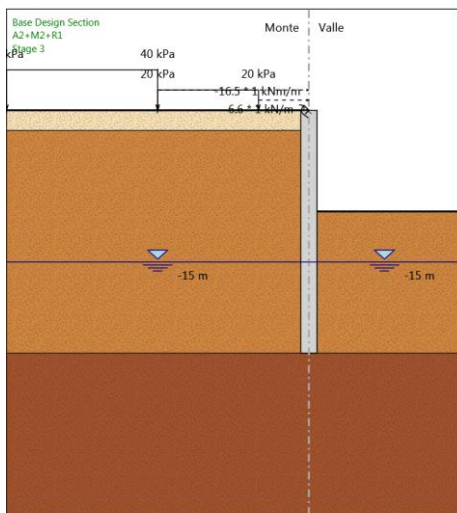 Base Design Section
A2+M2+R1
Stage 3
Monte Valle
kPa 40 kPa
20 kPa 20 kPa
-16.5 * 1 kNm/m
6.6 * 1 kN/m
-15 m -15 m